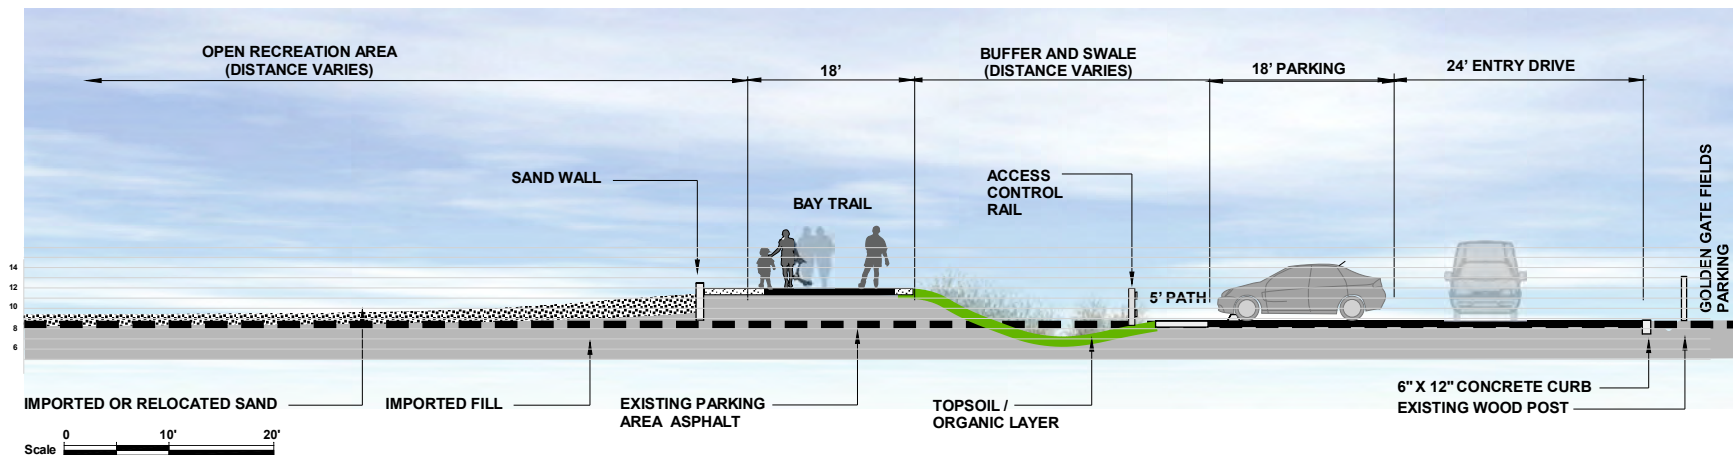 OPEN RECREATION AREA
(DISTANCE VARIES)
18’
BUFFER AND SWALE
(DISTANCE VARIES)
18’ PARKING
24’ ENTRY DRIVE
SAND WALL
BAY TRAIL
ACCESS
CONTROL
RAIL
5’ PATH
GOLDEN GATE FIELDS
PARKING
14
12
10
8
6
IMPORTED OR RELOCATED SAND
IMPORTED FILL
EXISTING PARKING
AREA ASPHALT
TOPSOIL /
ORGANIC LAYER
6" X 12" CONCRETE CURB
EXISTING WOOD POST
0 10' 20'
Scale